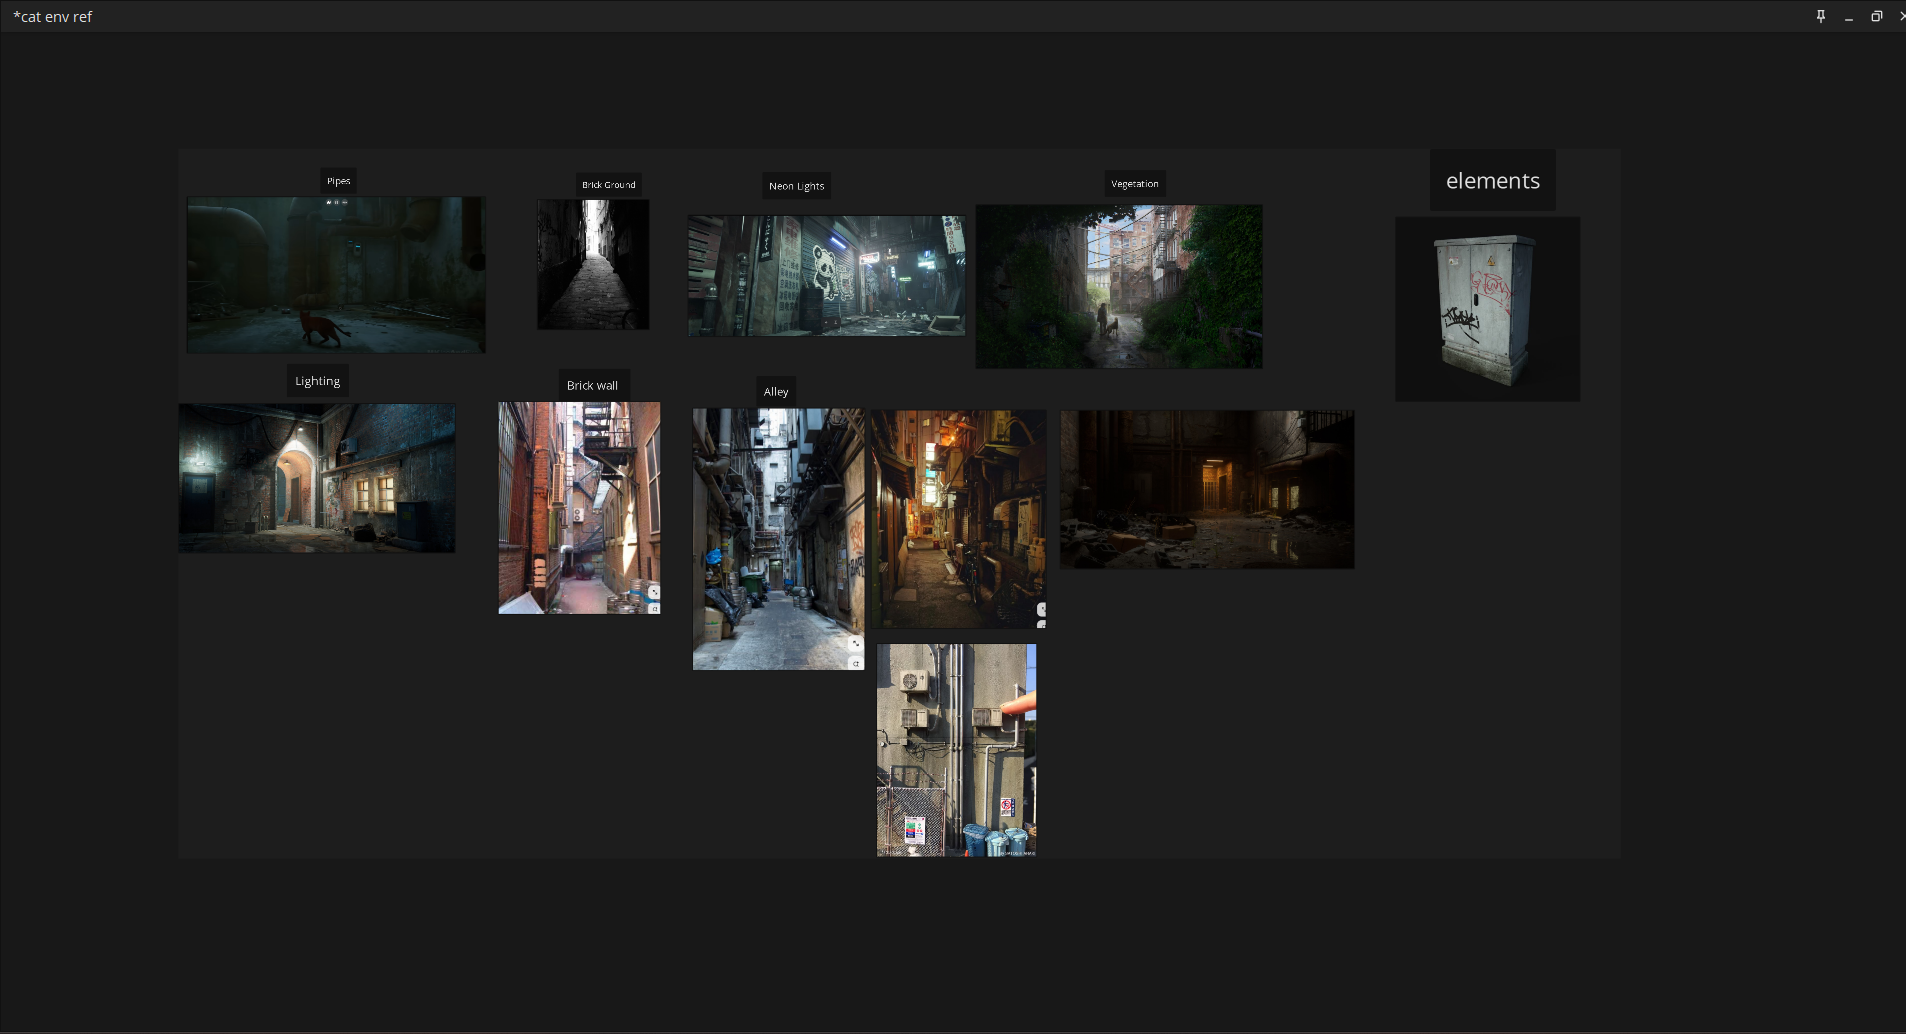 *cat env ref
Pipes
Brick Ground
Neon Lights
Vegetation
elements
Lighting
Brick wall
Alley